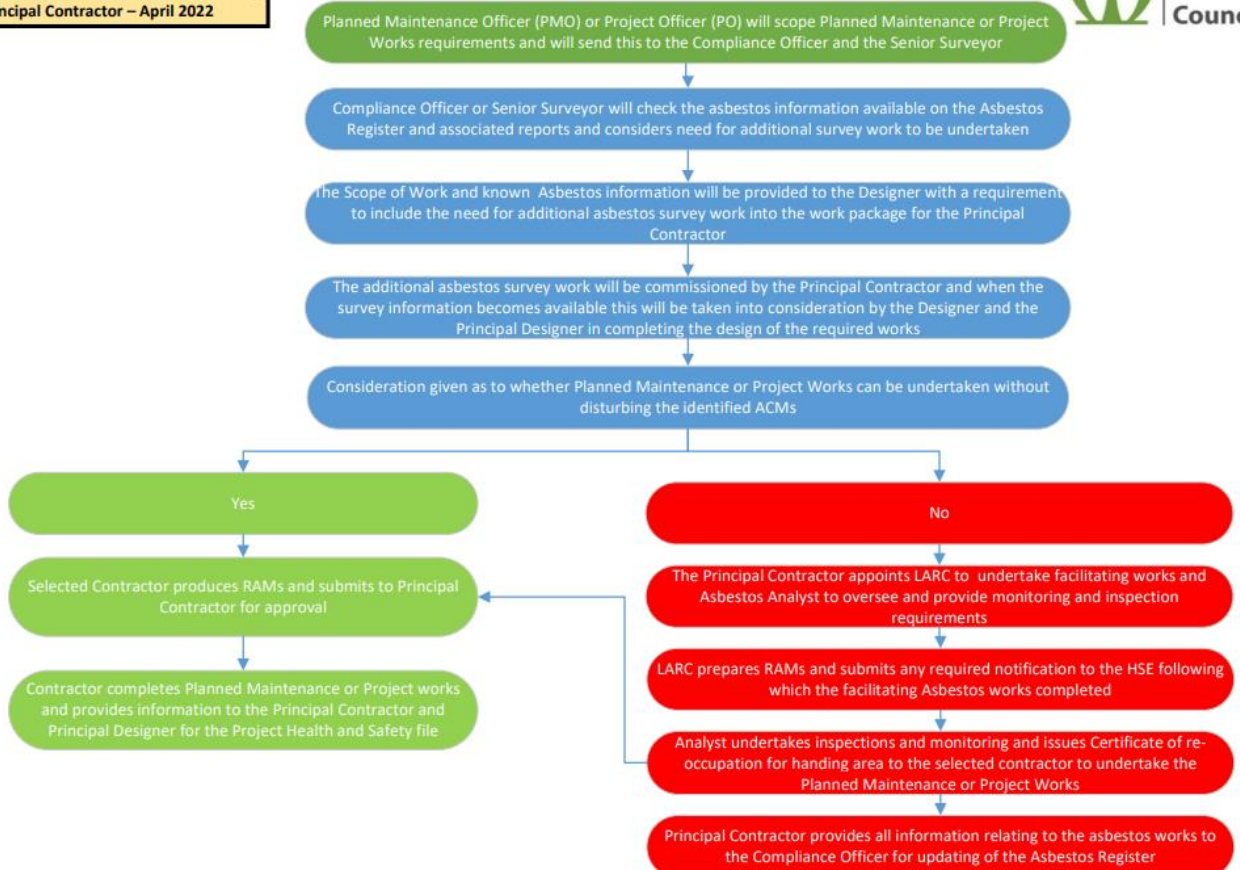 ncipal Contractor – April 2022
Counc
Planned Maintenance Officer (PMO) or Project Officer (PO) will scope Planned Maintenance or Project
Works requirements and will send this to the Compliance Officer and the Senior Surveyor
Compliance Officer or Senior Surveyor will check the asbestos information available on the Asbestos
Register and associated reports and considers need for additional survey work to be undertaken
The Scope of Work and known Asbestos information will be provided to the Designer with a requirement
to include the need for additional asbestos survey work into the work package for the Principal
Contractor
The additional asbestos survey work will be commissioned by the Principal Contractor and when the
survey information becomes available this will be taken into consideration by the Designer and the
Principal Designer in completing the design of the required works
Consideration given as to whether Planned Maintenance or Project Works can be undertaken without
disturbing the identified ACMs
Yes
Selected Contractor produces RAMs and submits to Principal
Contractor for approval
Contractor completes Planned Maintenance or Project works
and provides information to the Principal Contractor and
Principal Designer for the Project Health and Safety file
No
The Principal Contractor appoints LARC to undertake facilitating works and
Asbestos Analyst to oversee and provide monitoring and inspection
requirements
LARC prepares RAMs and submits any required notification to the HSE following
which the facilitating Asbestos works completed
Analyst undertakes inspections and monitoring and issues Certificate of re-
occupation for handing area to the selected contractor to undertake the
Planned Maintenance or Project Works
Principal Contractor provides all information relating to the asbestos works to
the Compliance Officer for updating of the Asbestos Register